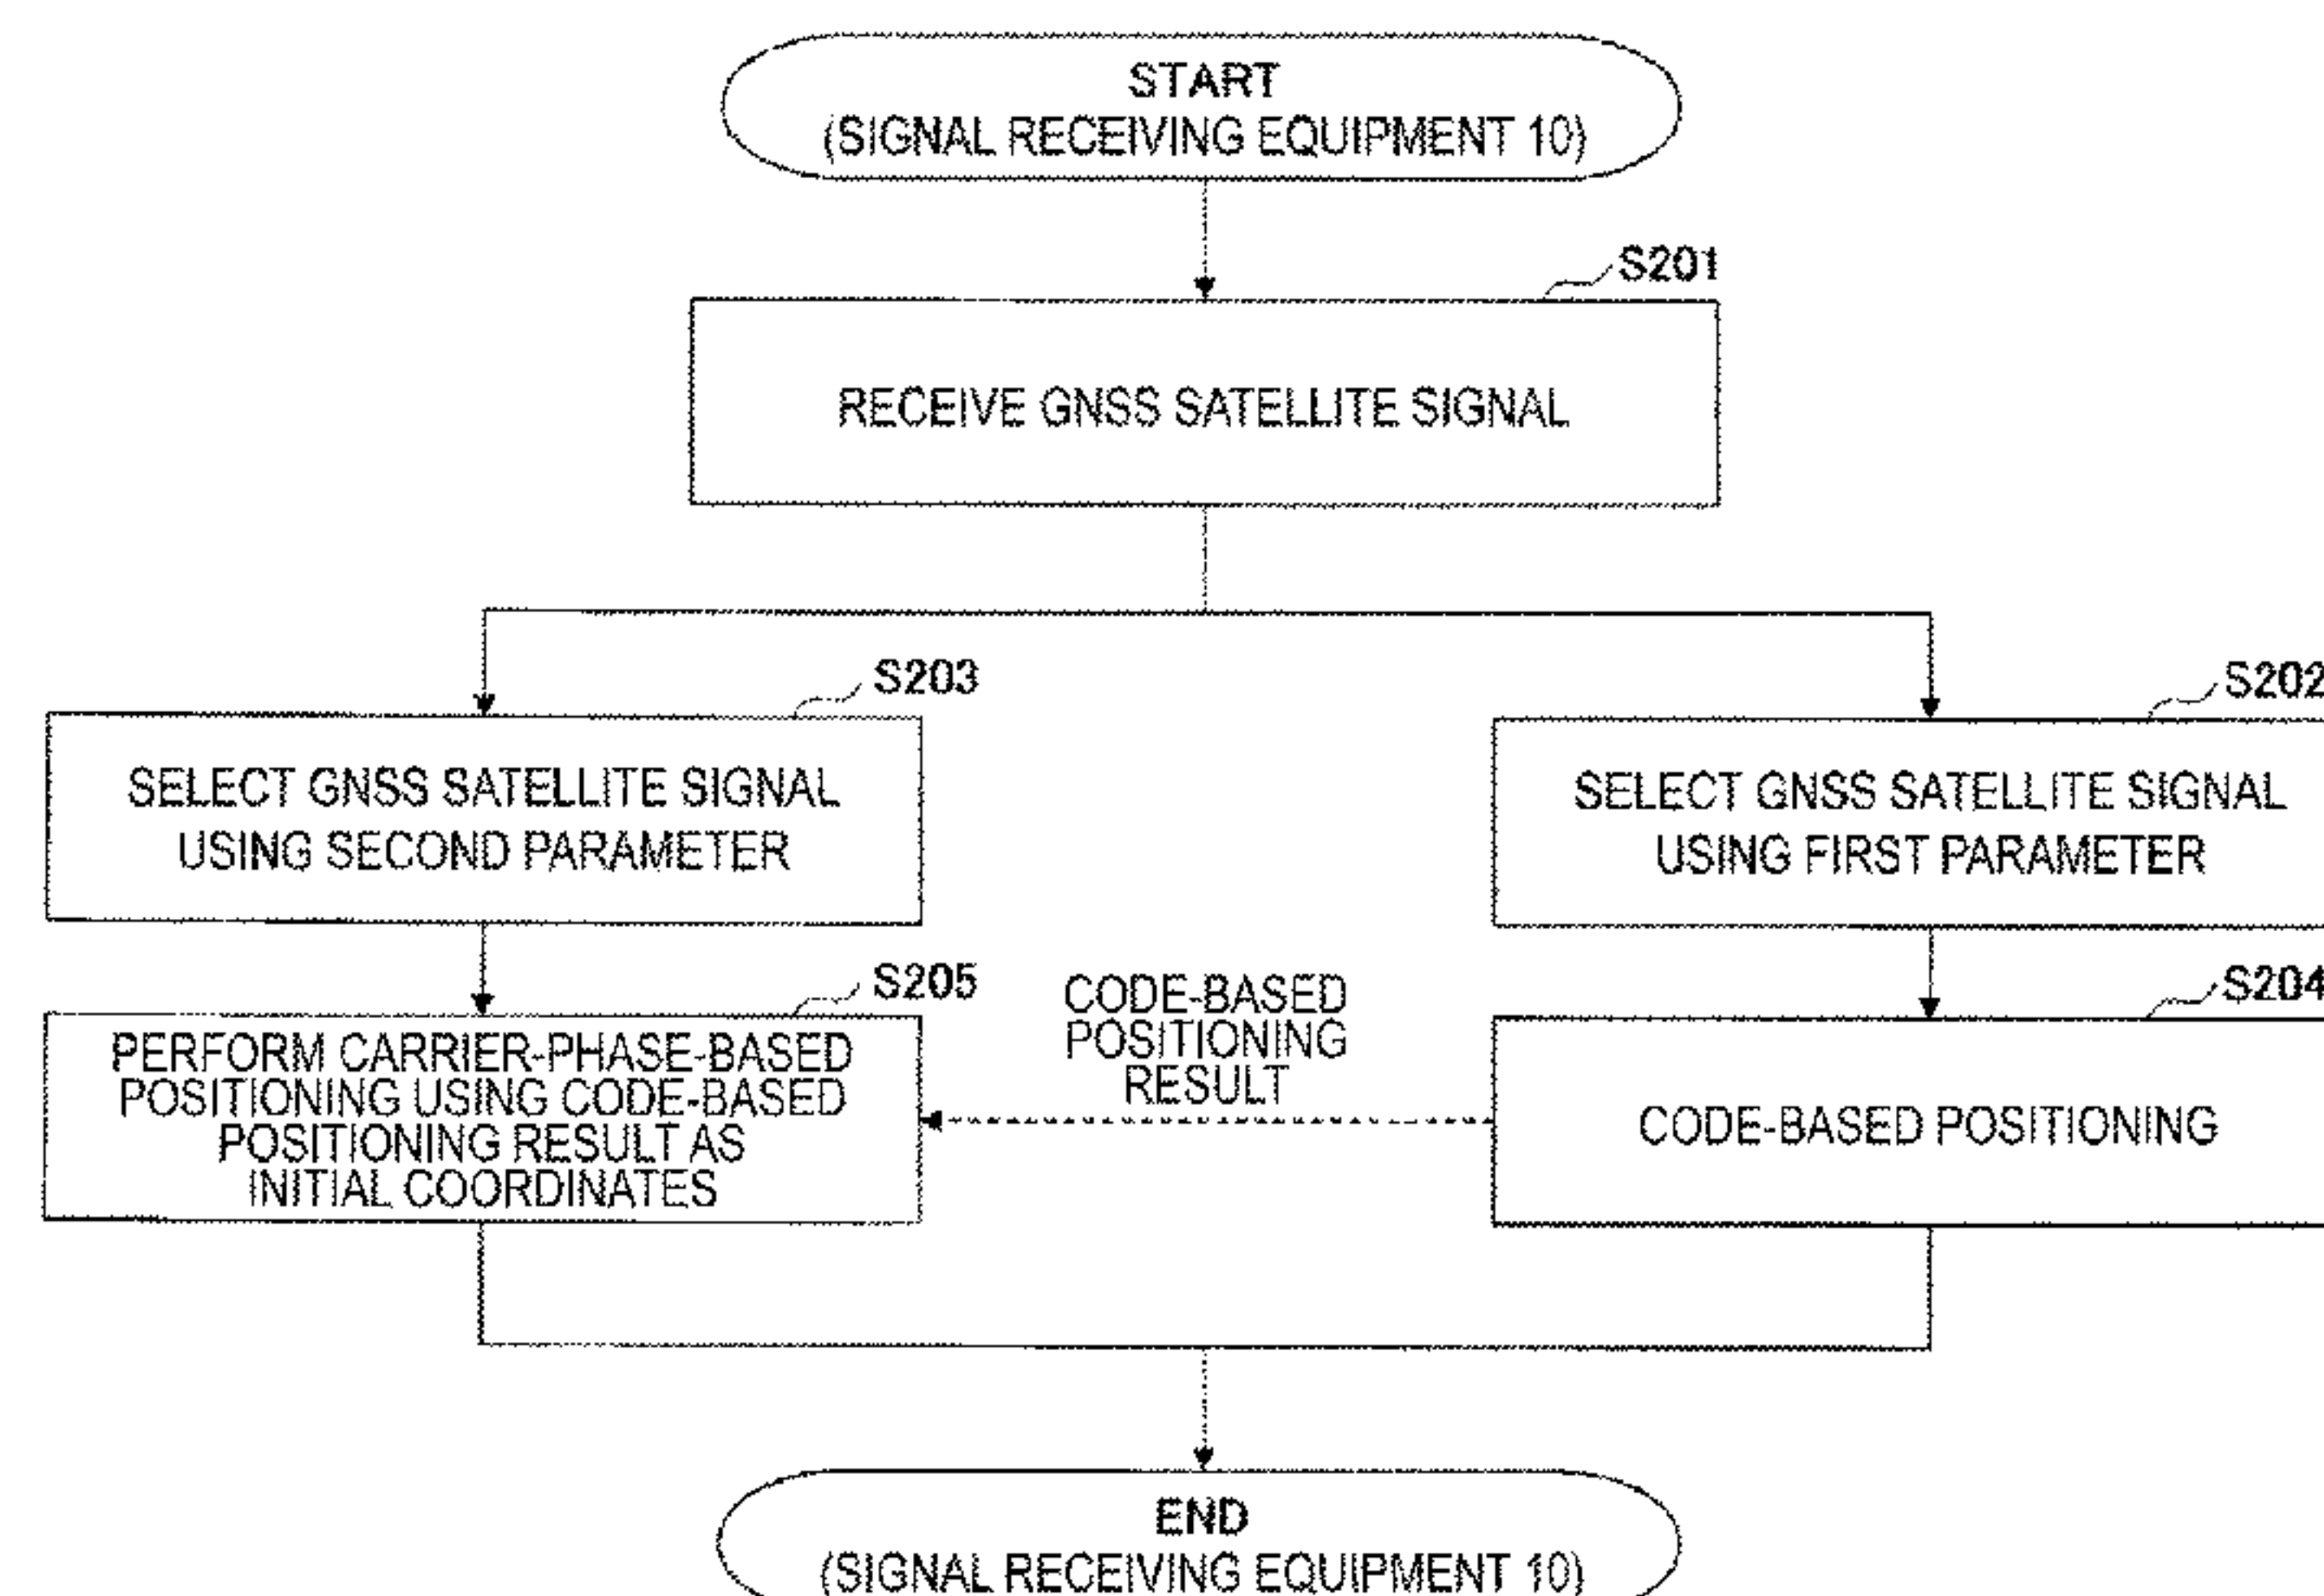 START
(SIGNAL RECEIVING EQUIPMENT 10)
S201
RECEIVE GNSS SATELLITE SIGNAL
S203
SELECT GNSS SATELLITE SIGNAL
USING SECOND PARAMETER
S202
SELECT GNSS SATELLITE SIGNAL
USING FIRST PARAMETER
S205
PERFORM CARRIER-PHASE-BASED
POSITIONING USING CODE-BASED
POSITIONING RESULT AS
INITIAL COORDINATES
CODE-BASED
POSITIONING
RESULT
S204
CODE-BASED POSITIONING
END
(SIGNAL RECEIVING EQUIPMENT 10)